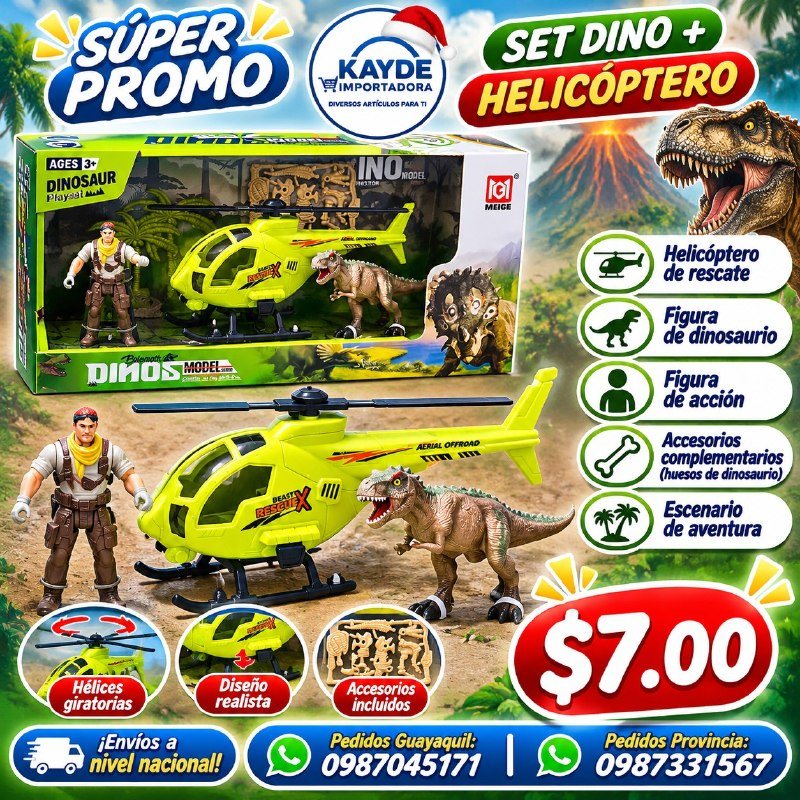 SÚPER
PROMO
KAYDE
IMPORTADORA
DIVERSOS ARTÍCULOS PARA TI
SET DINO +
HELICÓPTERO
AGES 3+
DINOSAUR
Playset
INO MODEL
MEIGE
AERIAL OFFROAD
BEAST
RESCUE X
DINOS MODEL
Helicóptero
de rescate
Figura
de dinosaurio
Figura
de acción
Accesorios
complementarios
(huesos de dinosaurio)
Escenario
de aventura
AERIAL OFFROAD
BEAST
RESCUE X
$7.00
Hélices
giratorias
Diseño
realista
Accesorios
incluidos
¡Envíos a
nivel nacional!
Pedidos Guayaquil:
0987045171
Pedidos Provincia:
0987331567